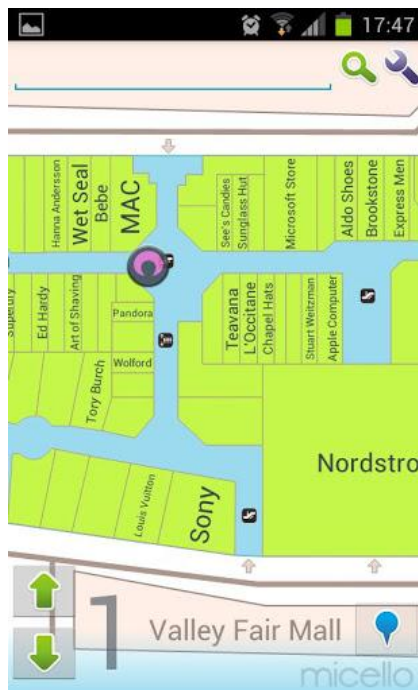 17:47
Hanna Andersson
Wet Seal
Bebe
MAC
See's Candies
Sunglass Hut
Microsoft Store
Aldo Shoes
Brookstone
Express Men
Superdry
Ed Hardy
Art of Shaving
Pandora
Teavana
L'Occitane
Chapel Hats
Stuart Weitzman
Apple Computer
Wolford
Tory Burch
Nordstro
Louis Vuitton
Sony
1
Valley Fair Mall
micello